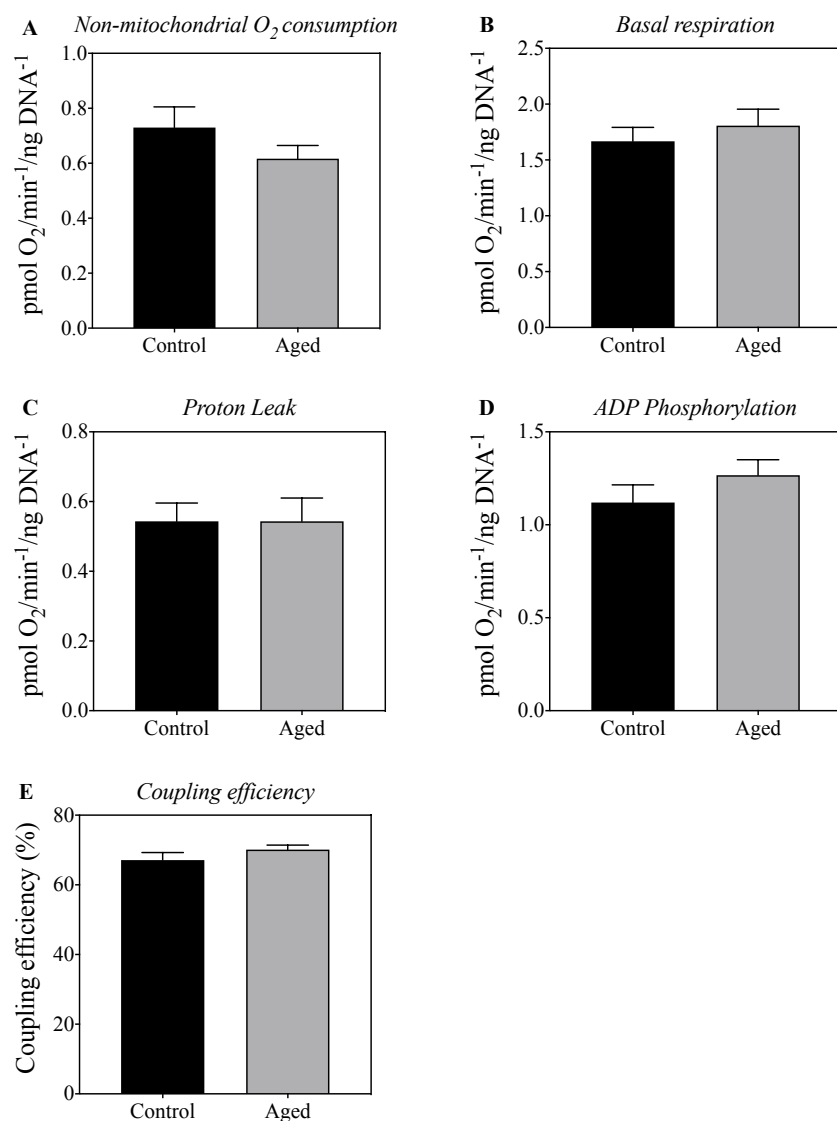 A Non-mitochondrial O₂ consumption
pmol O₂/min⁻¹/ng DNA⁻¹
1.0
0.8
0.6
0.4
0.2
0.0
Control Aged
B Basal respiration
pmol O₂/min⁻¹/ng DNA⁻¹
2.5
2.0
1.5
1.0
0.5
0.0
Control Aged
C Proton Leak
pmol O₂/min⁻¹/ng DNA⁻¹
0.8
0.6
0.4
0.2
0.0
Control Aged
D ADP Phosphorylation
pmol O₂/min⁻¹/ng DNA⁻¹
1.5
1.0
0.5
0.0
Control Aged
E Coupling efficiency
Coupling efficiency (%)
80
60
40
20
0
Control Aged